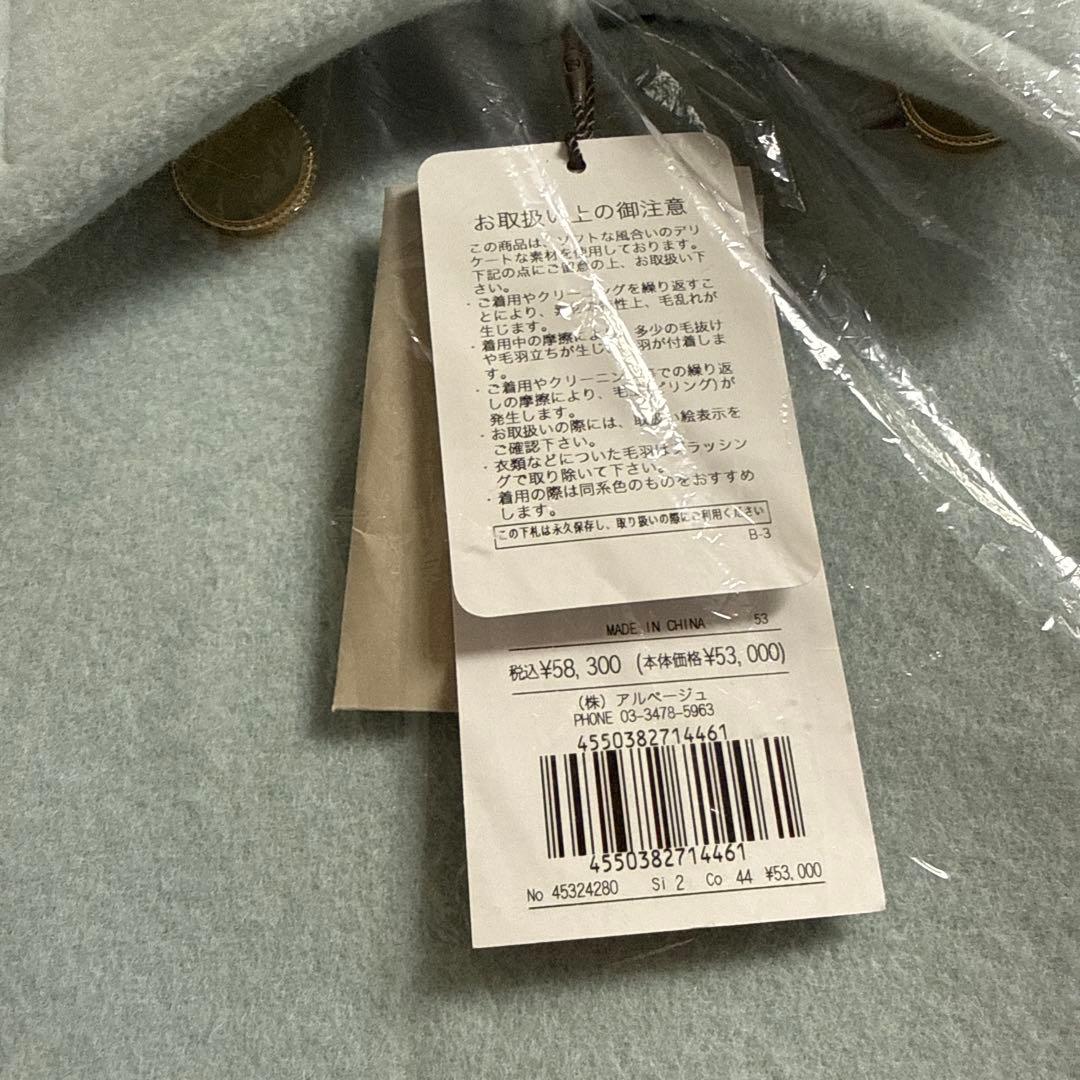 お取扱い上の御注意
この商品は、ソフトな風合いのデリ
ケートな素材を使用しております。
下記の点にご留意の上、お取扱い下
さい。
・ご着用やクリーニングを繰り返すこ
とにより、 性上、毛乱れが
生じます。
・着用中の摩擦によ 多少の毛抜け
や毛羽立ちが生じ 羽が付着しま
す。
・ご着用やクリーニン での繰り返
しの摩擦により、毛 ピリング)が
発生します。
・お取扱いの際には、取扱い絵表示を
ご確認下さい。
・衣類などについた毛羽はブラッシン
グで取り除いて下さい。
・着用の際は同系色のものをおすすめ
します。
この下札は永久保存し、取り扱いの際にご利用ください
B-3
MADE IN CHINA 53
税込¥58,300 (本体価格¥53,000)
(株) アルページュ
PHONE 03-3478-5963
4550382714461
4550382714461
No 45324280 Si 2 Co 44 ¥53,000